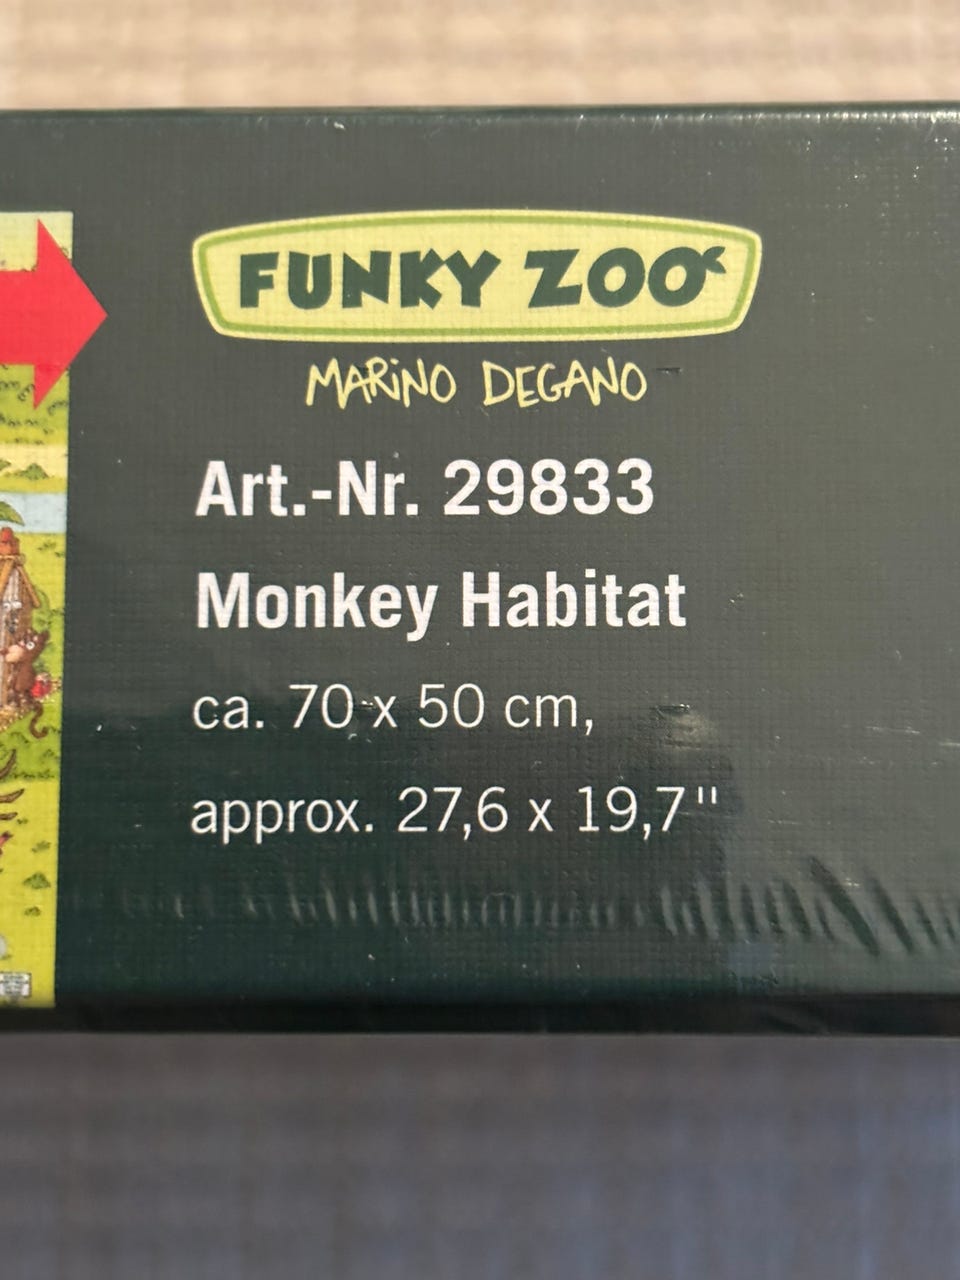 FUNKY ZOO
MARiNO DEGANO
Art.-Nr. 29833
Monkey Habitat
ca. 70 x 50 cm,
approx. 27,6 x 19,7"